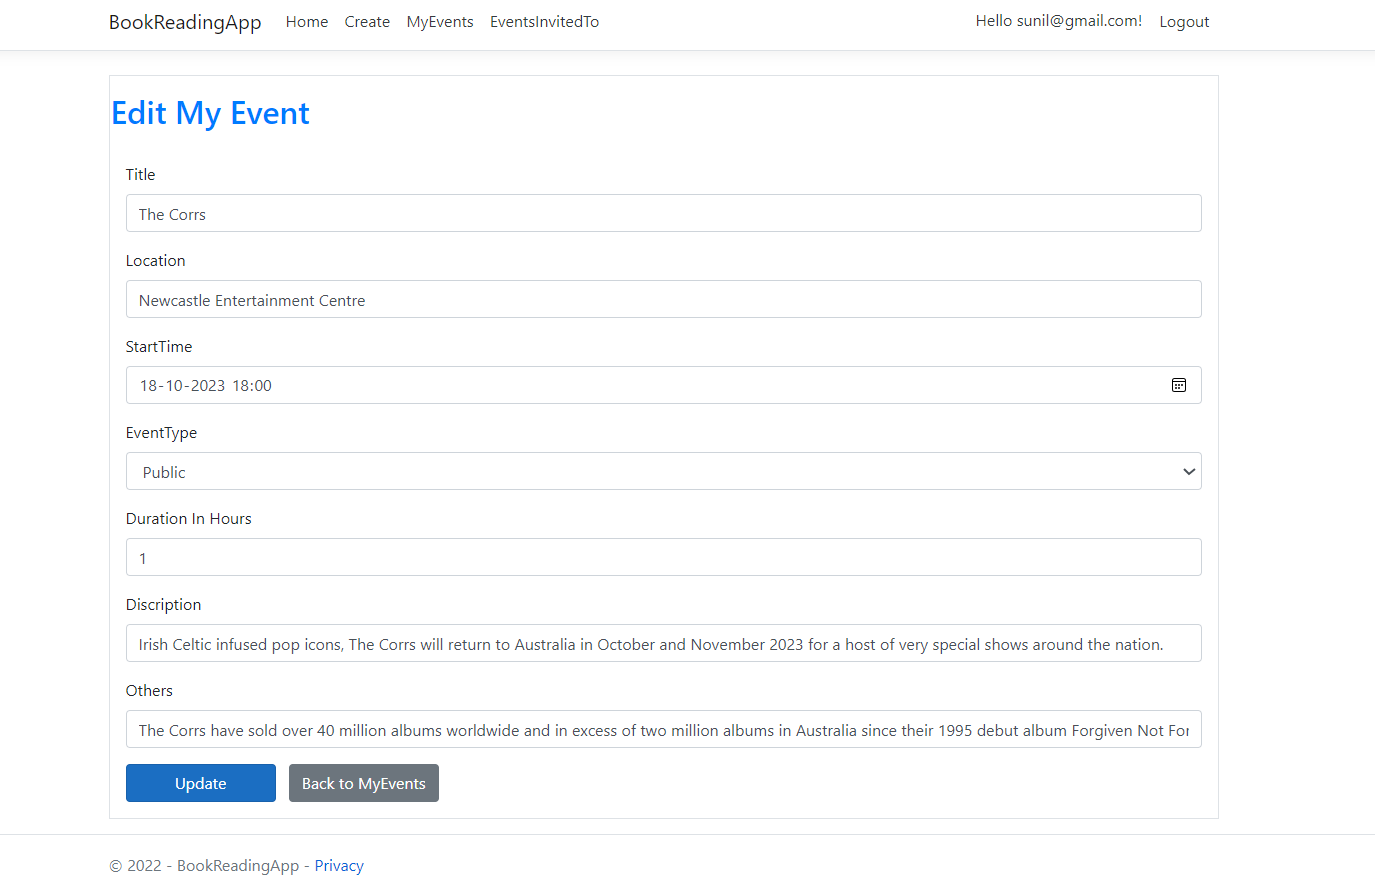 BookReadingApp Home Create MyEvents EventsInvitedTo Hello sunil@gmail.com! Logout
Edit My Event
Title
The Corrs
Location
Newcastle Entertainment Centre
StartTime
18-10-2023 18:00
EventType
Public
Duration In Hours
1
Discription
Irish Celtic infused pop icons, The Corrs will return to Australia in October and November 2023 for a host of very special shows around the nation.
Others
The Corrs have sold over 40 million albums worldwide and in excess of two million albums in Australia since their 1995 debut album Forgiven Not For
Update Back to MyEvents
© 2022 - BookReadingApp - Privacy